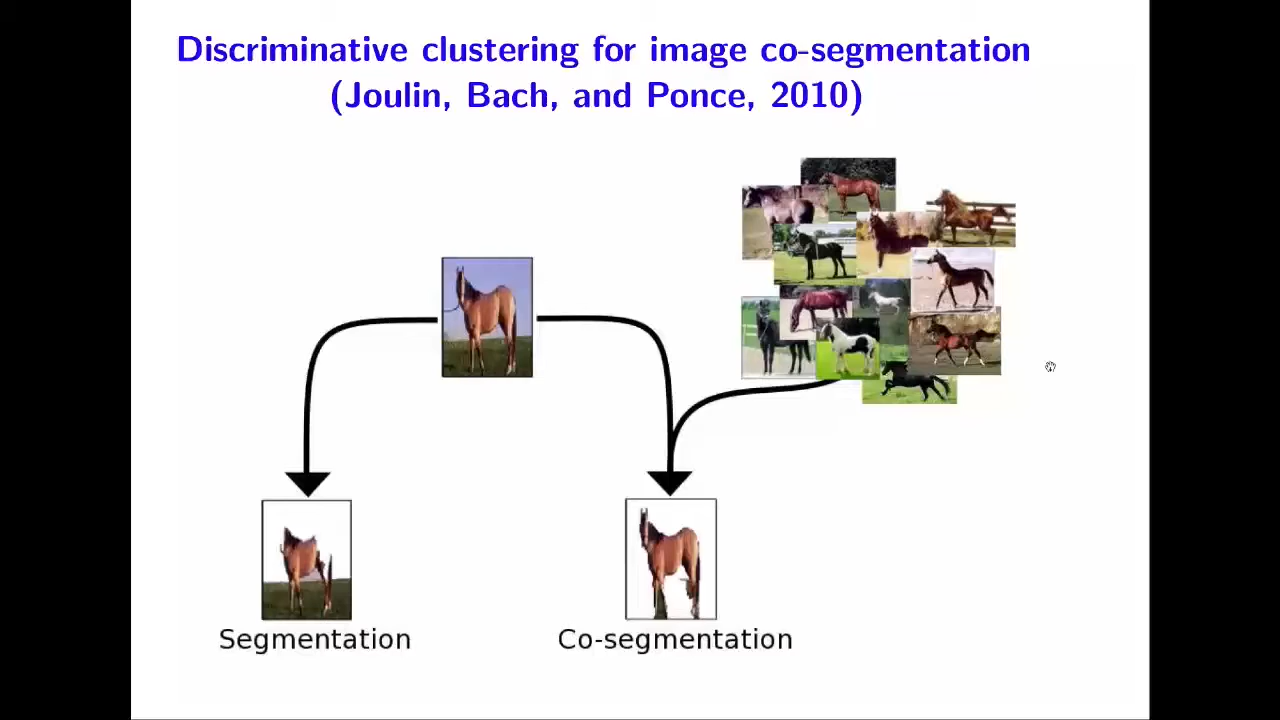 Discriminative clustering for image co-segmentation
(Joulin, Bach, and Ponce, 2010)
Segmentation
Co-segmentation